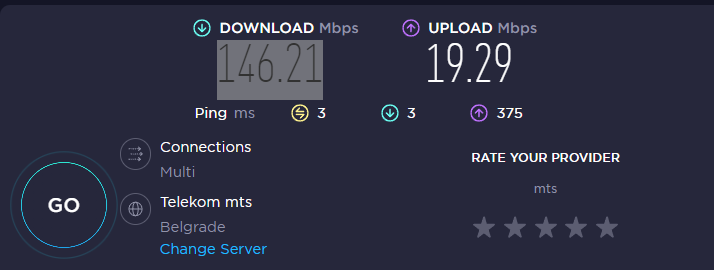 DOWNLOAD Mbps
UPLOAD Mbps
146.21
19.29
Ping ms
3
3
375
Connections
Multi
GO
Telekom mts
Belgrade
Change Server
RATE YOUR PROVIDER
mts